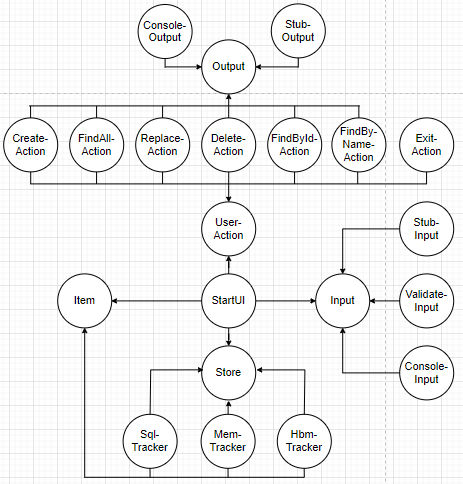 Console-
Output
Stub-
Output
Output
Create-
Action
FindAll-
Action
Replace-
Action
Delete-
Action
FindById-
Action
FindBy-
Name-
Action
Exit-
Action
User-
Action
Stub-
Input
Item
StartUI
Input
Validate-
Input
Store
Console-
Input
Sql-
Tracker
Mem-
Tracker
Hbm-
Tracker